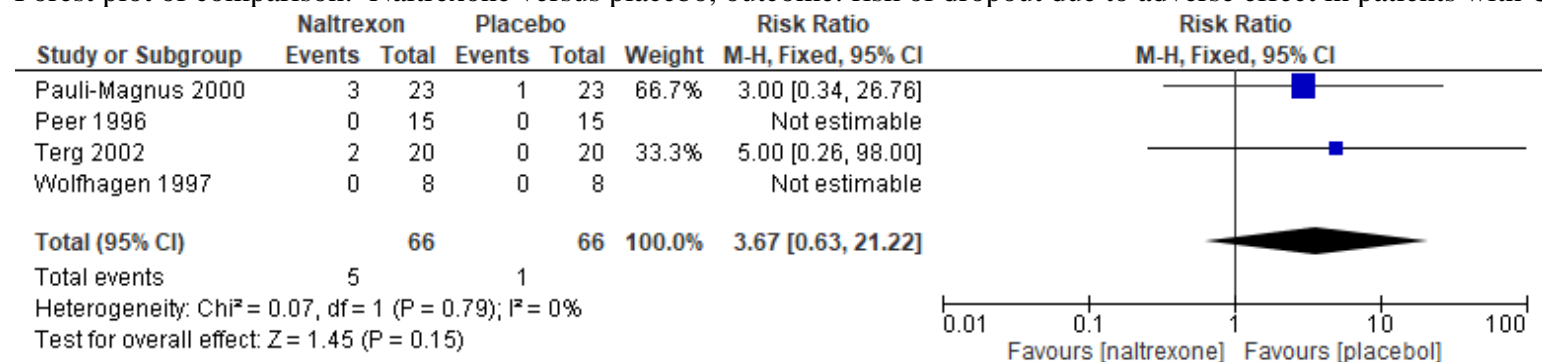 Forest plot of comparison: Naltrexone versus placebo, outcome: risk of dropout due to adverse effect in patients with
Naltrexon Placebo Risk Ratio Risk Ratio
Study or Subgroup Events Total Events Total Weight M-H, Fixed, 95% CI M-H, Fixed, 95% CI
Pauli-Magnus 2000 3 23 1 23 66.7% 3.00 [0.34, 26.76]
Peer 1996 0 15 0 15 Not estimable
Terg 2002 2 20 0 20 33.3% 5.00 [0.26, 98.00]
Wolfhagen 1997 0 8 0 8 Not estimable
Total (95% CI) 66 66 100.0% 3.67 [0.63, 21.22]
Total events 5 1
Heterogeneity: Chi² = 0.07, df = 1 (P = 0.79); I² = 0%
Test for overall effect: Z = 1.45 (P = 0.15)
0.01 0.1 1 10 100
Favours [naltrexone] Favours [placebol]